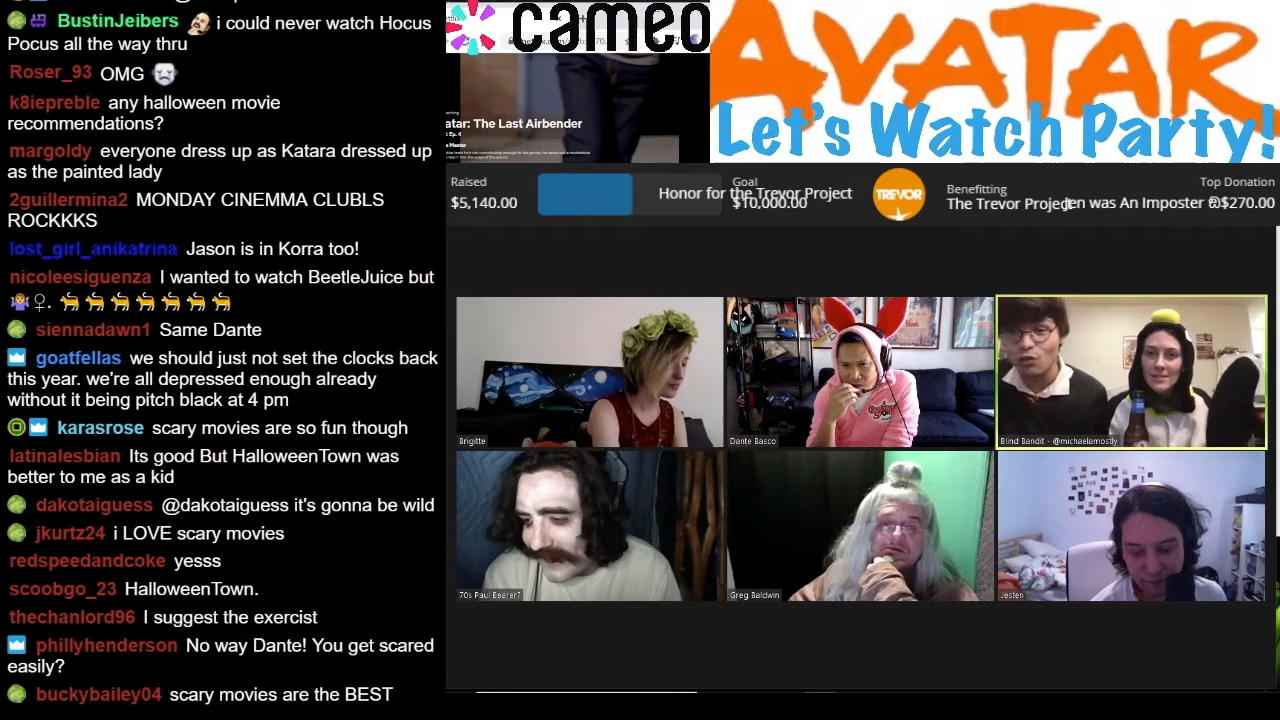 BustinJeibers i could never watch Hocus
Pocus all the way thru
Roser_93 OMG
k8iepreble any halloween movie
recommendations?
margoldy everyone dress up as Katara dressed up
as the painted lady
2guillermina2 MONDAY CINEMMA CLUBLS
ROCKKKS
lost_girl_anikatrina Jason is in Korra too!
nicoleesiguenza I wanted to watch BeetleJuice but
siennadawn1 Same Dante
goatfellas we should just not set the clocks back
this year. we're all depressed enough already
without it being pitch black at 4 pm
karasrose scary movies are so fun though
latinalesbian Its good But HalloweenTown was
better to me as a kid
dakotaiguess @dakotaiguess it's gonna be wild
jkurtz24 i LOVE scary movies
redspeedandcoke yesss
scoobgo_23 HalloweenTown.
thechanlord96 I suggest the exorcist
phillyhenderson No way Dante! You get scared
easily?
buckybailey04 scary movies are the BEST
cameo
atar: The Last Airbender
Master
AVATAR
Let's Watch Party!
Raised
$5,140.00
Goal
$10,000.00
Honor for the Trevor Project
TREVOR
Benefitting
The Trevor Project
Top Donation
Jen was An Imposter
$270.00
Brigitte
Dante Basco
Blind Bandit - @michaelamostly
70s Paul Bearer?
Greg Baldwin
Jesten